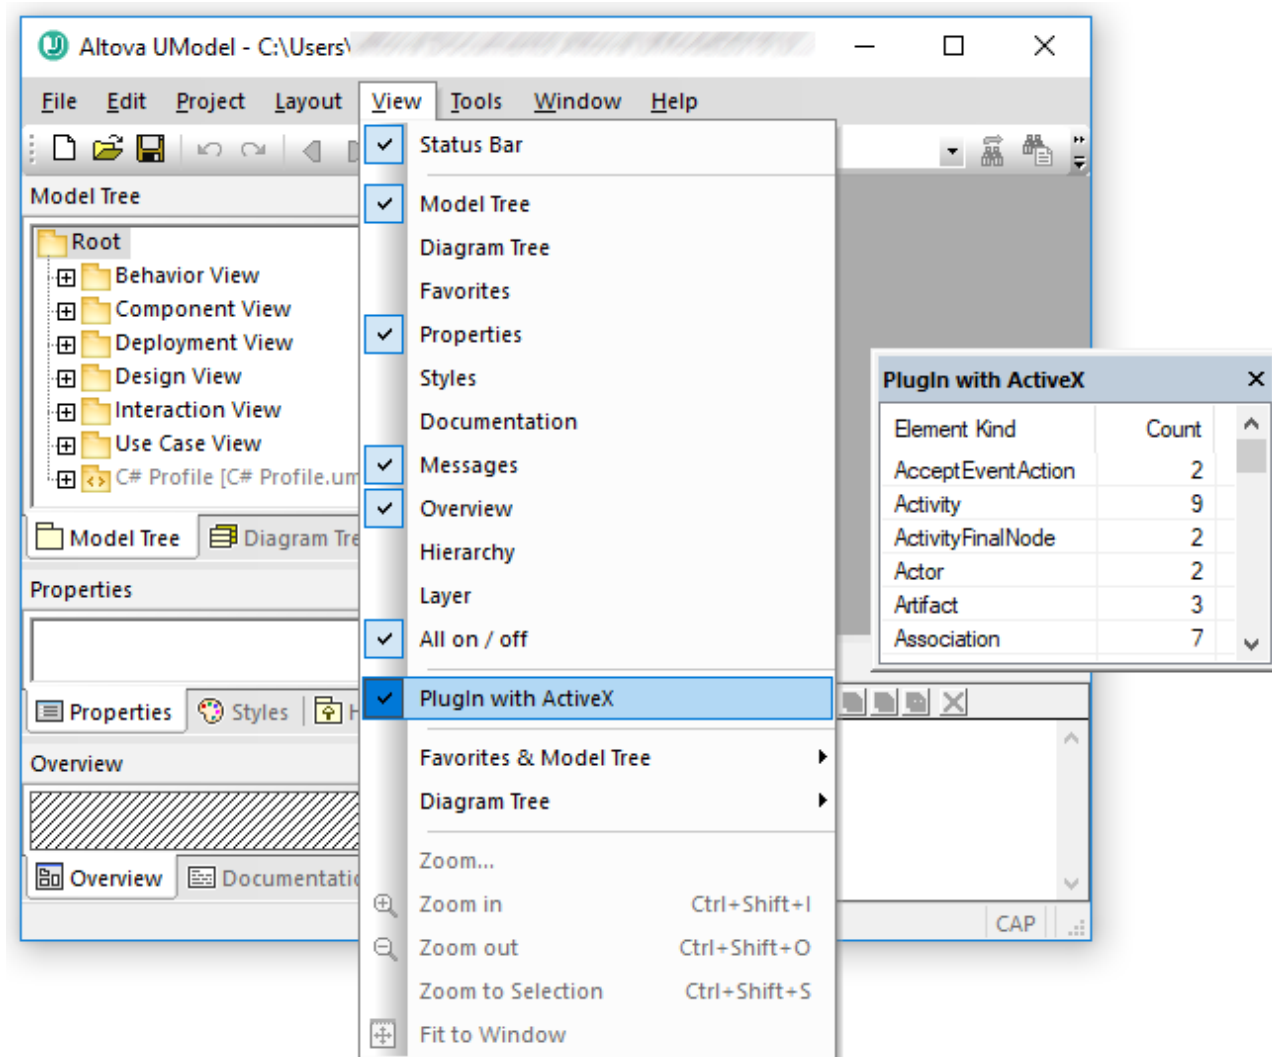 Altova UModel - C:\Users\
File Edit Project Layout View Tools Window Help
Model Tree
Root
Behavior View
Component View
Deployment View
Design View
Interaction View
Use Case View
C# Profile [C# Profile.um
Model Tree Diagram Tre
Properties
Properties Styles H
Overview
Overview Documentatio
Status Bar
Model Tree
Diagram Tree
Favorites
Properties
Styles
Documentation
Messages
Overview
Hierarchy
Layer
All on / off
PlugIn with ActiveX
Favorites & Model Tree
Diagram Tree
Zoom...
Zoom in Ctrl+Shift+I
Zoom out Ctrl+Shift+O
Zoom to Selection Ctrl+Shift+S
Fit to Window
PlugIn with ActiveX
Element Kind Count
AcceptEventAction 2
Activity 9
ActivityFinalNode 2
Actor 2
Artifact 3
Association 7
CAP